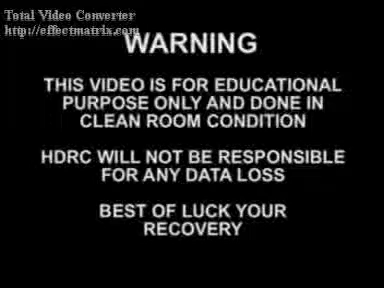 Total Video Converter
http://effectmatrix.com
WARNING
THIS VIDEO IS FOR EDUCATIONAL
PURPOSE ONLY AND DONE IN
CLEAN ROOM CONDITION
HDRC WILL NOT BE RESPONSIBLE
FOR ANY DATA LOSS
BEST OF LUCK YOUR
RECOVERY